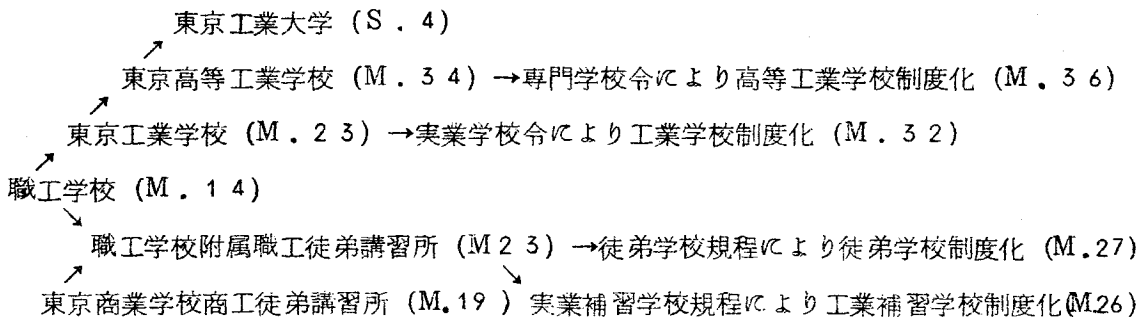 東京工業大学 (S.4)
東京高等工業学校 (M.34) →専門学校令により高等工業学校制度化 (M.36)
東京工業学校 (M.23) →実業学校令により工業学校制度化 (M.32)
職工学校 (M.14)
職工学校附属職工徒弟講習所 (M23) →徒弟学校規程により徒弟学校制度化 (M.27)
東京商業学校商工徒弟講習所 (M.19) 実業補習学校規程により工業補習学校制度化(M26)